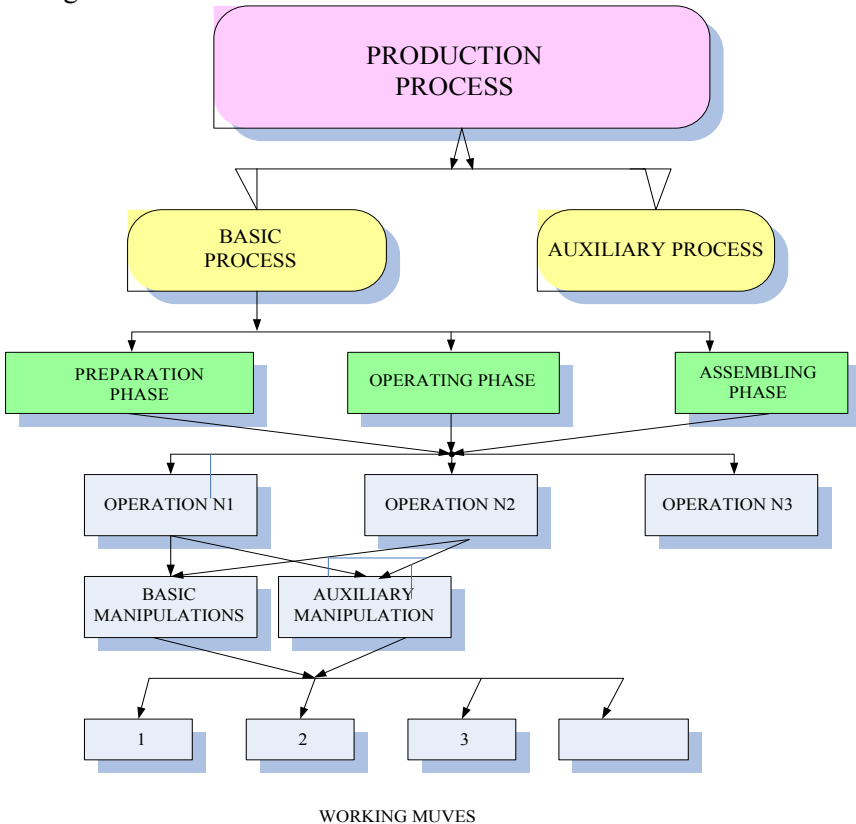 PRODUCTION
PROCESS
BASIC
PROCESS
AUXILIARY PROCESS
PREPARATION
PHASE
OPERATING PHASE
ASSEMBLING
PHASE
OPERATION N1
OPERATION N2
OPERATION N3
BASIC
MANIPULATIONS
AUXILIARY
MANIPULATION
1
2
3
WORKING MUVES